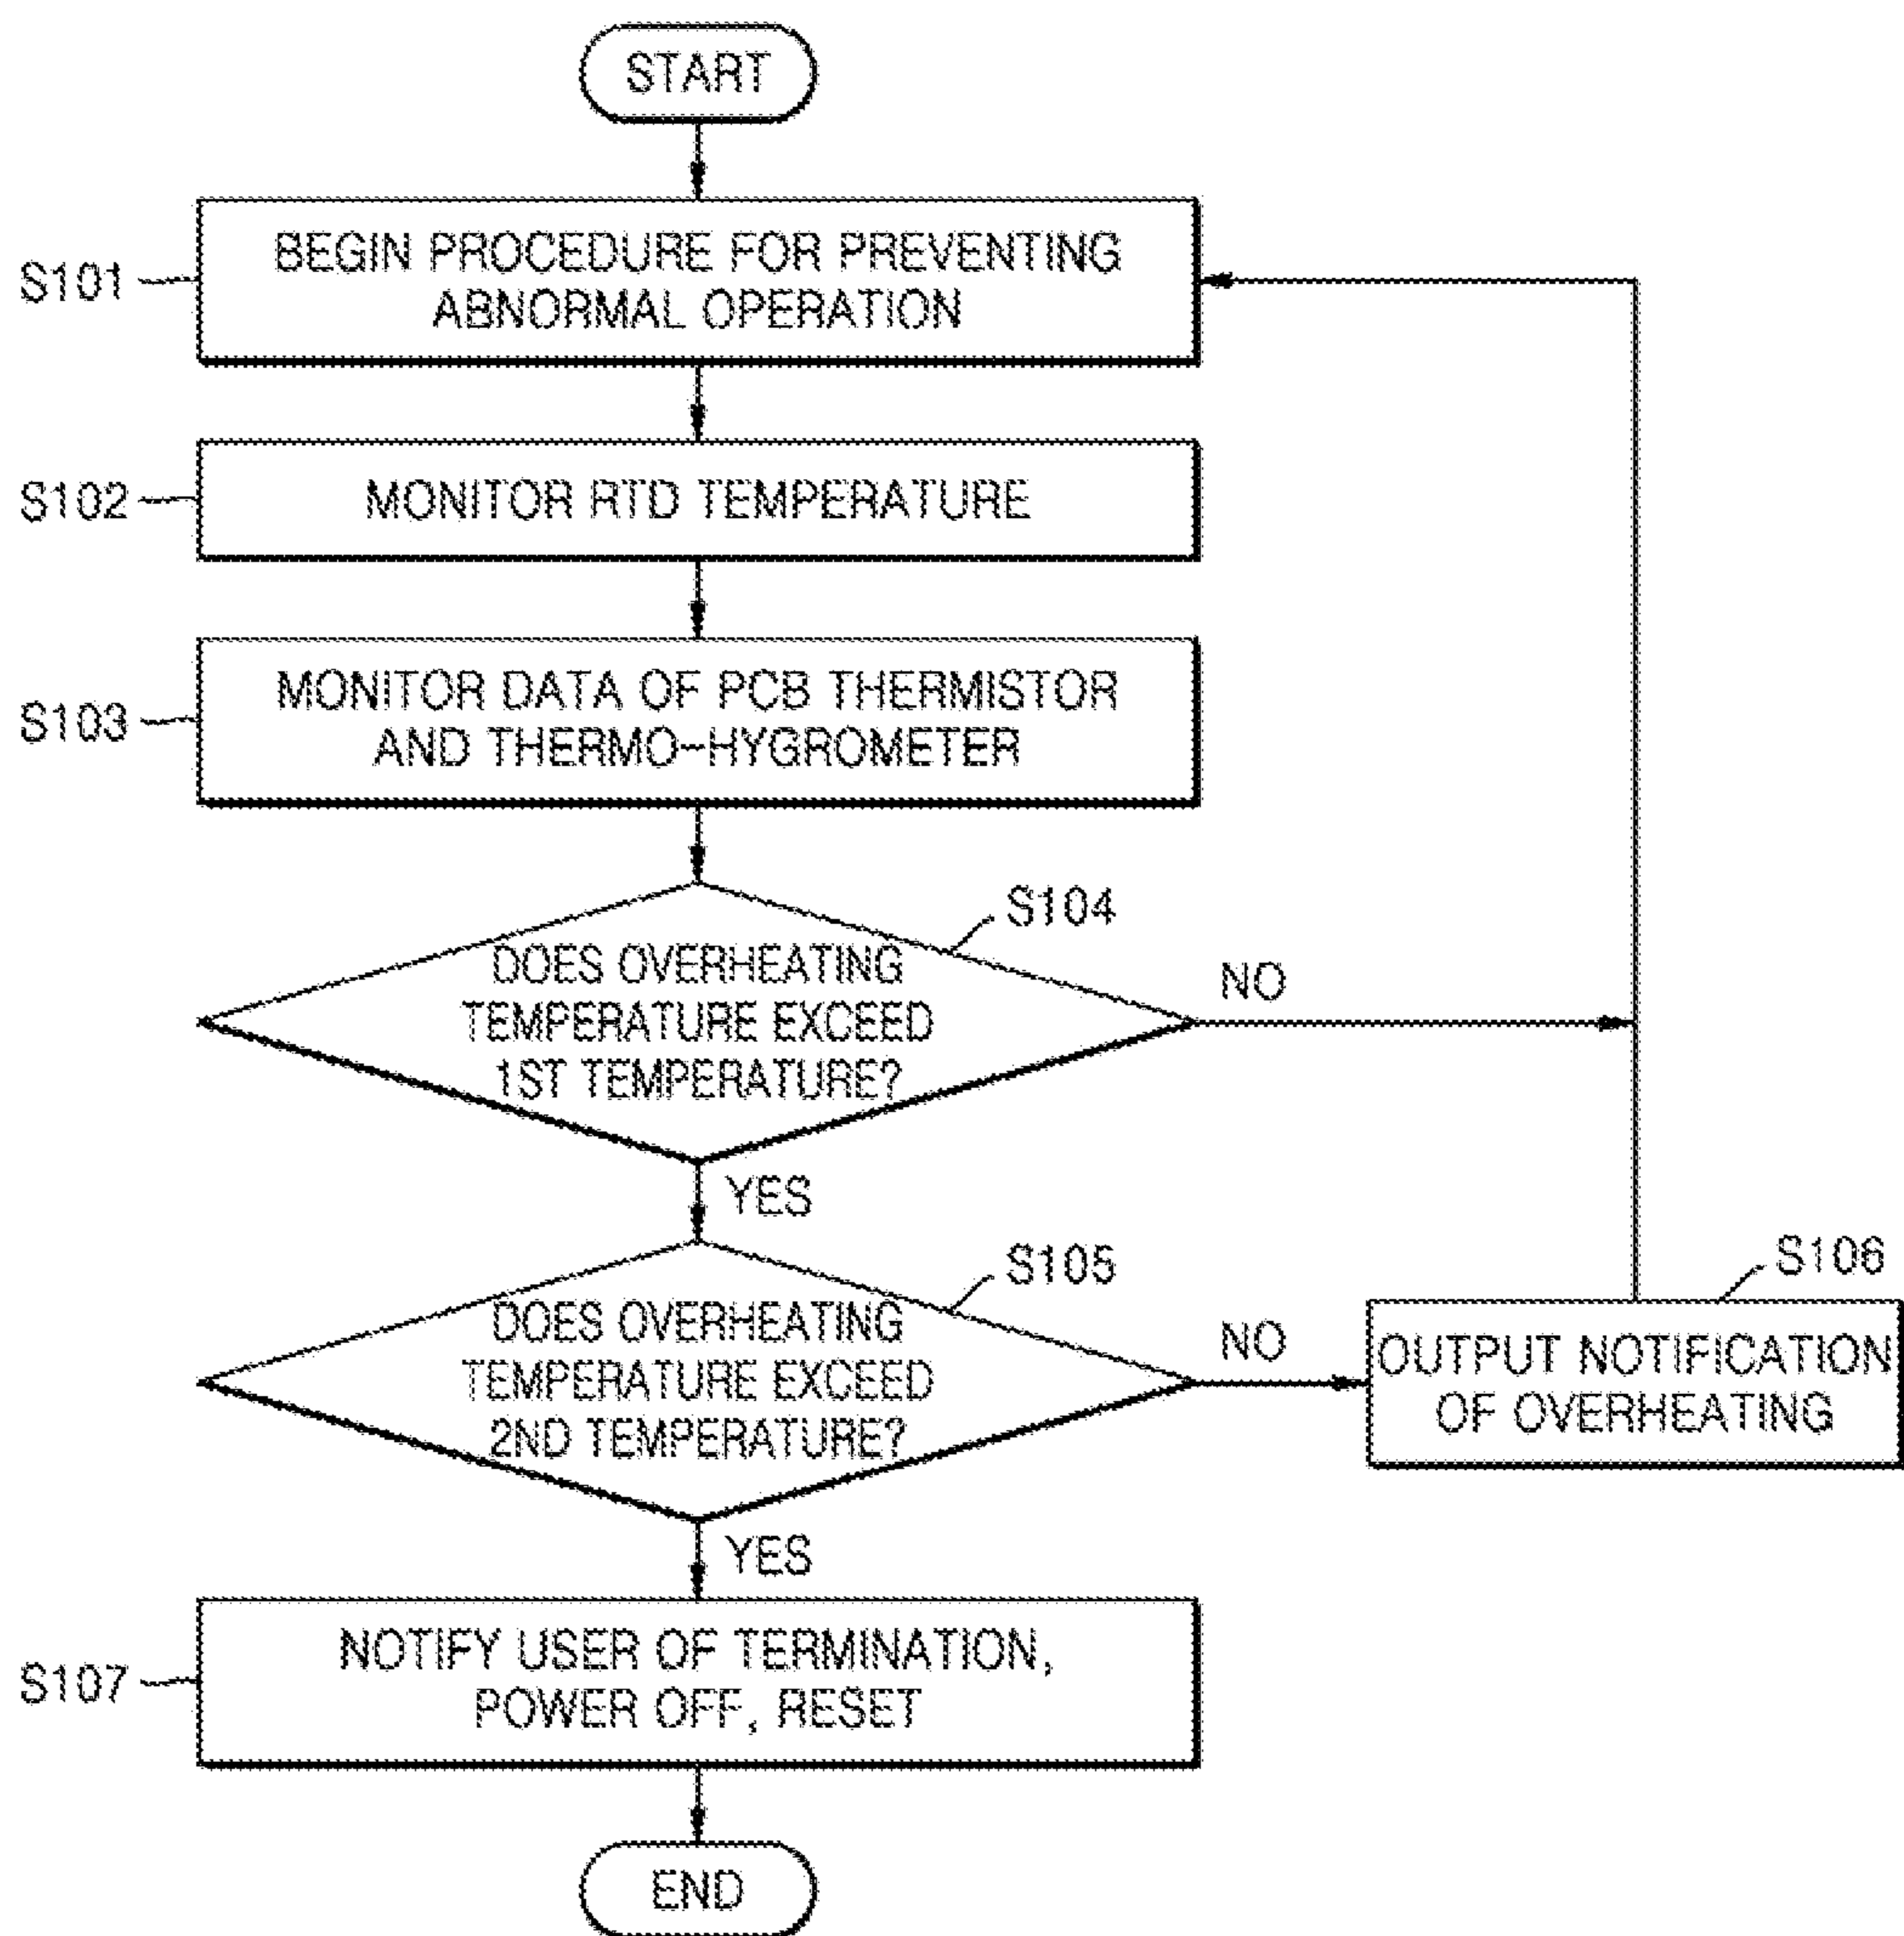 START
S101
BEGIN PROCEDURE FOR PREVENTING
ABNORMAL OPERATION
S102
MONITOR RTD TEMPERATURE
S103
MONITOR DATA OF PCB THERMISTOR
AND THERMO-HYGROMETER
S104
DOES OVERHEATING
TEMPERATURE EXCEED
1ST TEMPERATURE?
NO
YES
S105
DOES OVERHEATING
TEMPERATURE EXCEED
2ND TEMPERATURE?
NO
S106
OUTPUT NOTIFICATION
OF OVERHEATING
YES
S107
NOTIFY USER OF TERMINATION,
POWER OFF, RESET
END